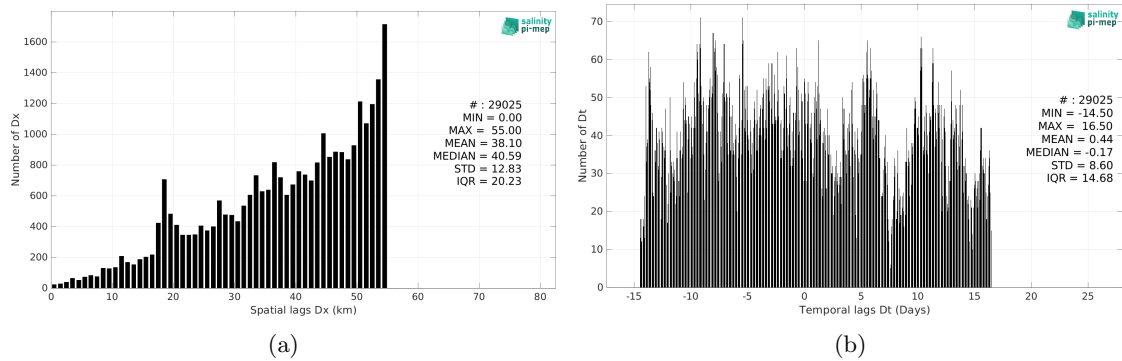 1600
1400
1200
1000
800
600
400
200
0
Number of Dx
0 10 20 30 40 50 60 70 80
Spatial lags Dx (km)
salinity
pi-mep
# : 29025
MIN = 0.00
MAX = 55.00
MEAN = 38.10
MEDIAN = 40.59
STD = 12.83
IQR = 20.23
(a)
70
60
50
40
30
20
10
0
Number of Dt
-15 -10 -5 0 5 10 15 20 25
Temporal lags Dt (Days)
salinity
pi-mep
# : 29025
MIN = -14.50
MAX = 16.50
MEAN = 0.44
MEDIAN = -0.17
STD = 8.60
IQR = 14.68
(b)